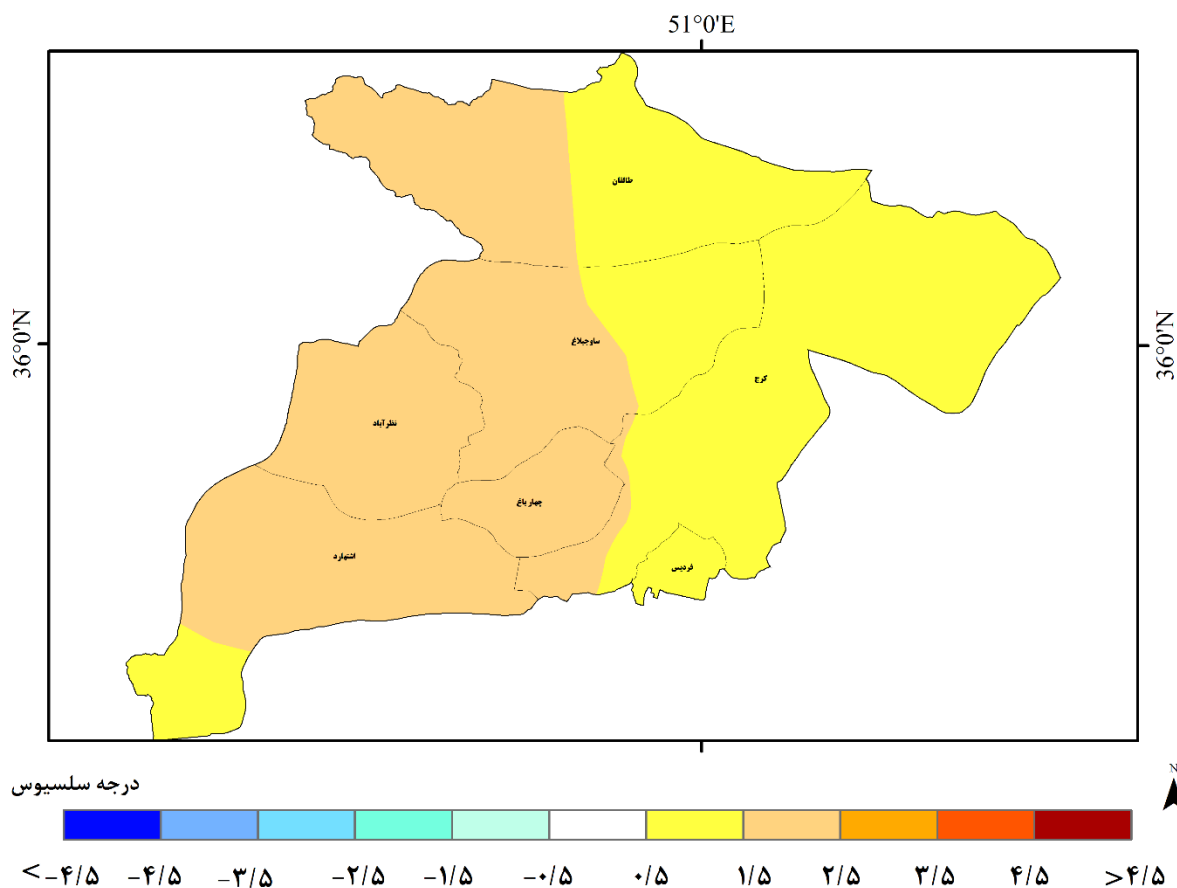 51°0'E
36°0'N
36°0'N
طالقان
ساوجبلاغ
کرج
نظرآباد
چهارباغ
اشتهارد
فردیس
درجه سلسیوس
N
<-۴/۵ -۴/۵ -۳/۵ -۲/۵ -۱/۵ -۰/۵ ۰/۵ ۱/۵ ۲/۵ ۳/۵ ۴/۵ >۴/۵